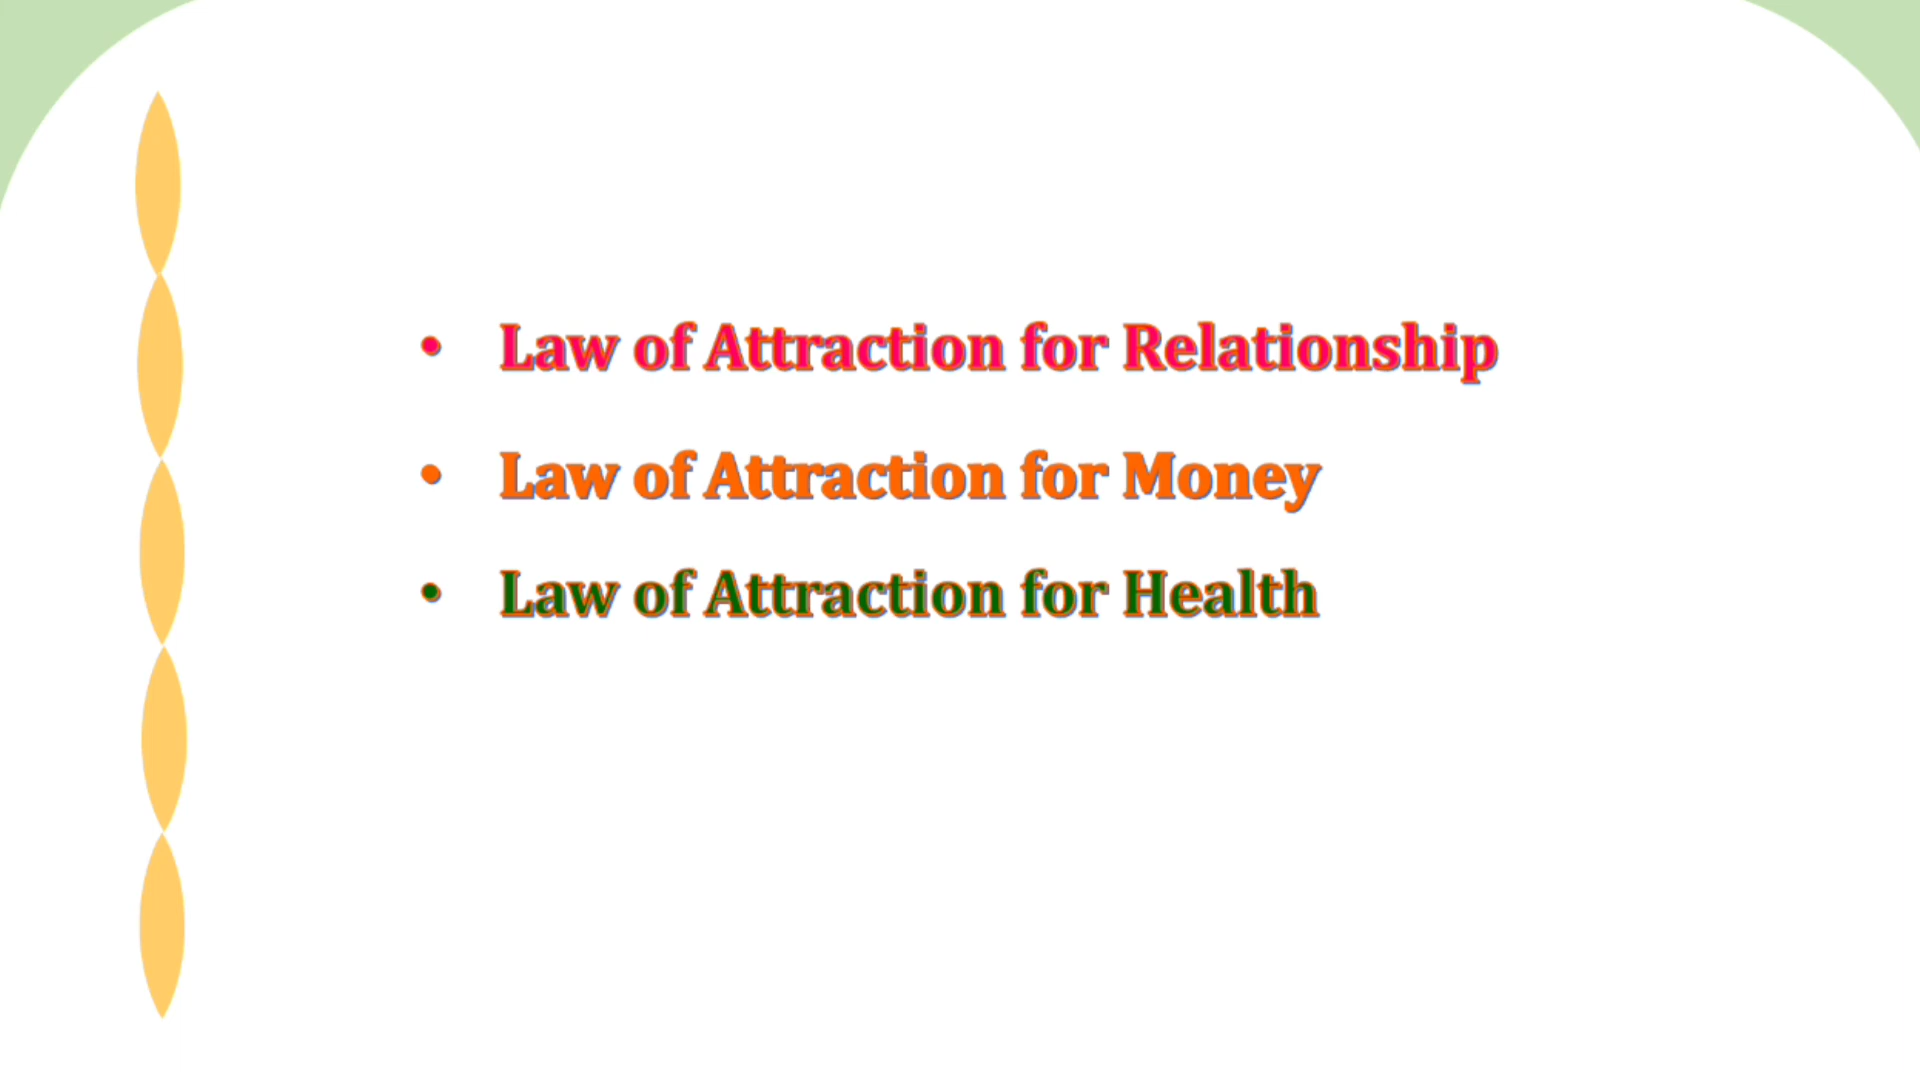 • Law of Attraction for Relationship
• Law of Attraction for Money
• Law of Attraction for Health